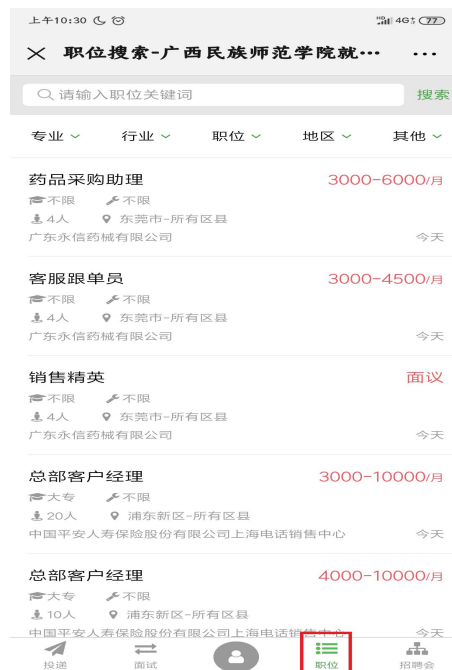 上午10:30 HD 4G 77
职位搜索-广西民族师范学院就… ...
请输入职位关键词 搜索
专业 行业 职位 地区 其他
药品采购助理 3000-6000/月
不限 不限
4人 东莞市-所有区县
广东永信药械有限公司 今天
客服跟单员 3000-4500/月
不限 不限
4人 东莞市-所有区县
广东永信药械有限公司 今天
销售精英 面议
不限 不限
4人 东莞市-所有区县
广东永信药械有限公司 今天
总部客户经理 3000-10000/月
大专 不限
20人 浦东新区-所有区县
中国平安人寿保险股份有限公司上海电话销售中心 今天
总部客户经理 4000-10000/月
大专 不限
10人 浦东新区-所有区县
中国平安人寿保险股份有限公司上海电话销售中心 今天
投递 面试 职位 招聘会